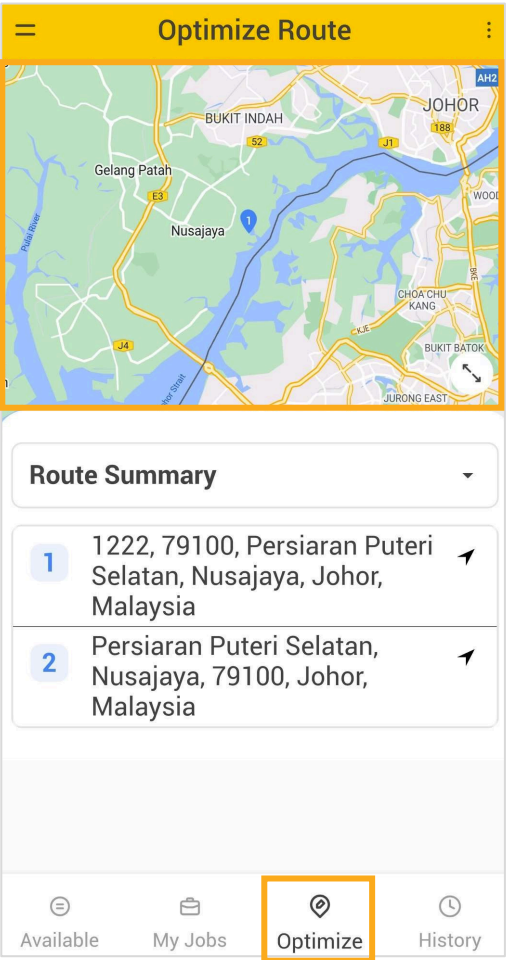 Optimize Route
AH2
JOHOR
BUKIT INDAH
188
52
J1
Gelang Patah
E3
WOOD
Pulai River
1
Nusajaya
BKE
CHOA CHU
KANG
KJE
J4
BUKIT BATOK
JURONG EAST
Route Summary
1
1222, 79100, Persiaran Puteri
Selatan, Nusajaya, Johor,
Malaysia
2
Persiaran Puteri Selatan,
Nusajaya, 79100, Johor,
Malaysia
Available
My Jobs
Optimize
History